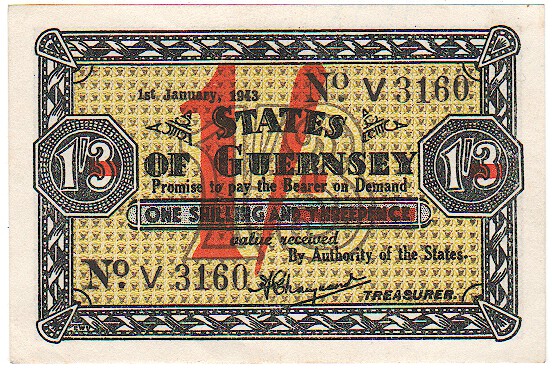 1st January, 1943
No. V 3160
1/
STATES
OF GUERNSEY
1/3
1/3
Promise to pay the Bearer on Demand
ONE SHILLING AND THREEPENCE
value received
By Authority of the States.
No. V 3160
TREASURER.